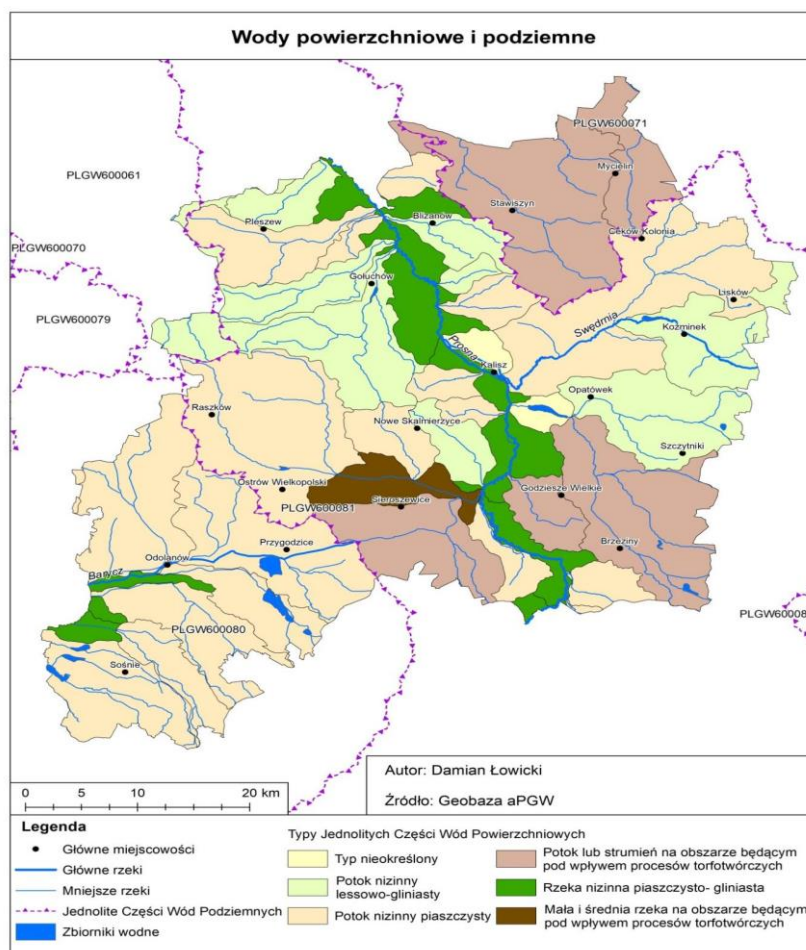 Wody powierzchniowe i podziemne
PLGW600071
Mycielin
PLGW600061
Stawiszyn
Blizanów
Pleszew
Ceków Kolonia
PLGW600070
Gołuchów
Lisków
PLGW600079
Swędrnia
Koźminek
Prosna
Kalisz
Opatówek
Raszków
Nowe Skalmierzyce
Szczytniki
Ostrów Wielkopolski
Godziesze Wielkie
PLGW600081
Sieroszewice
Przygodzice
Brzeziny
Odolanów
Barycz
PLGW60008
PLGW600080
Sośnie
Autor: Damian Łowicki
Źródło: Geobaza aPGW
0 5 10 20 km
Legenda
Główne miejscowości
Główne rzeki
Mniejsze rzeki
Jednolite Części Wód Podziemnych
Zbiorniki wodne
Typy Jednolitych Części Wód Powierzchniowych
Typ nieokreślony
Potok nizinny
lessowo-gliniasty
Potok nizinny piaszczysty
Potok lub strumień na obszarze będącym
pod wpływem procesów torfotwórczych
Rzeka nizinna piaszczysto- gliniasta
Mała i średnia rzeka na obszarze będącym
pod wpływem procesów torfotwórczych